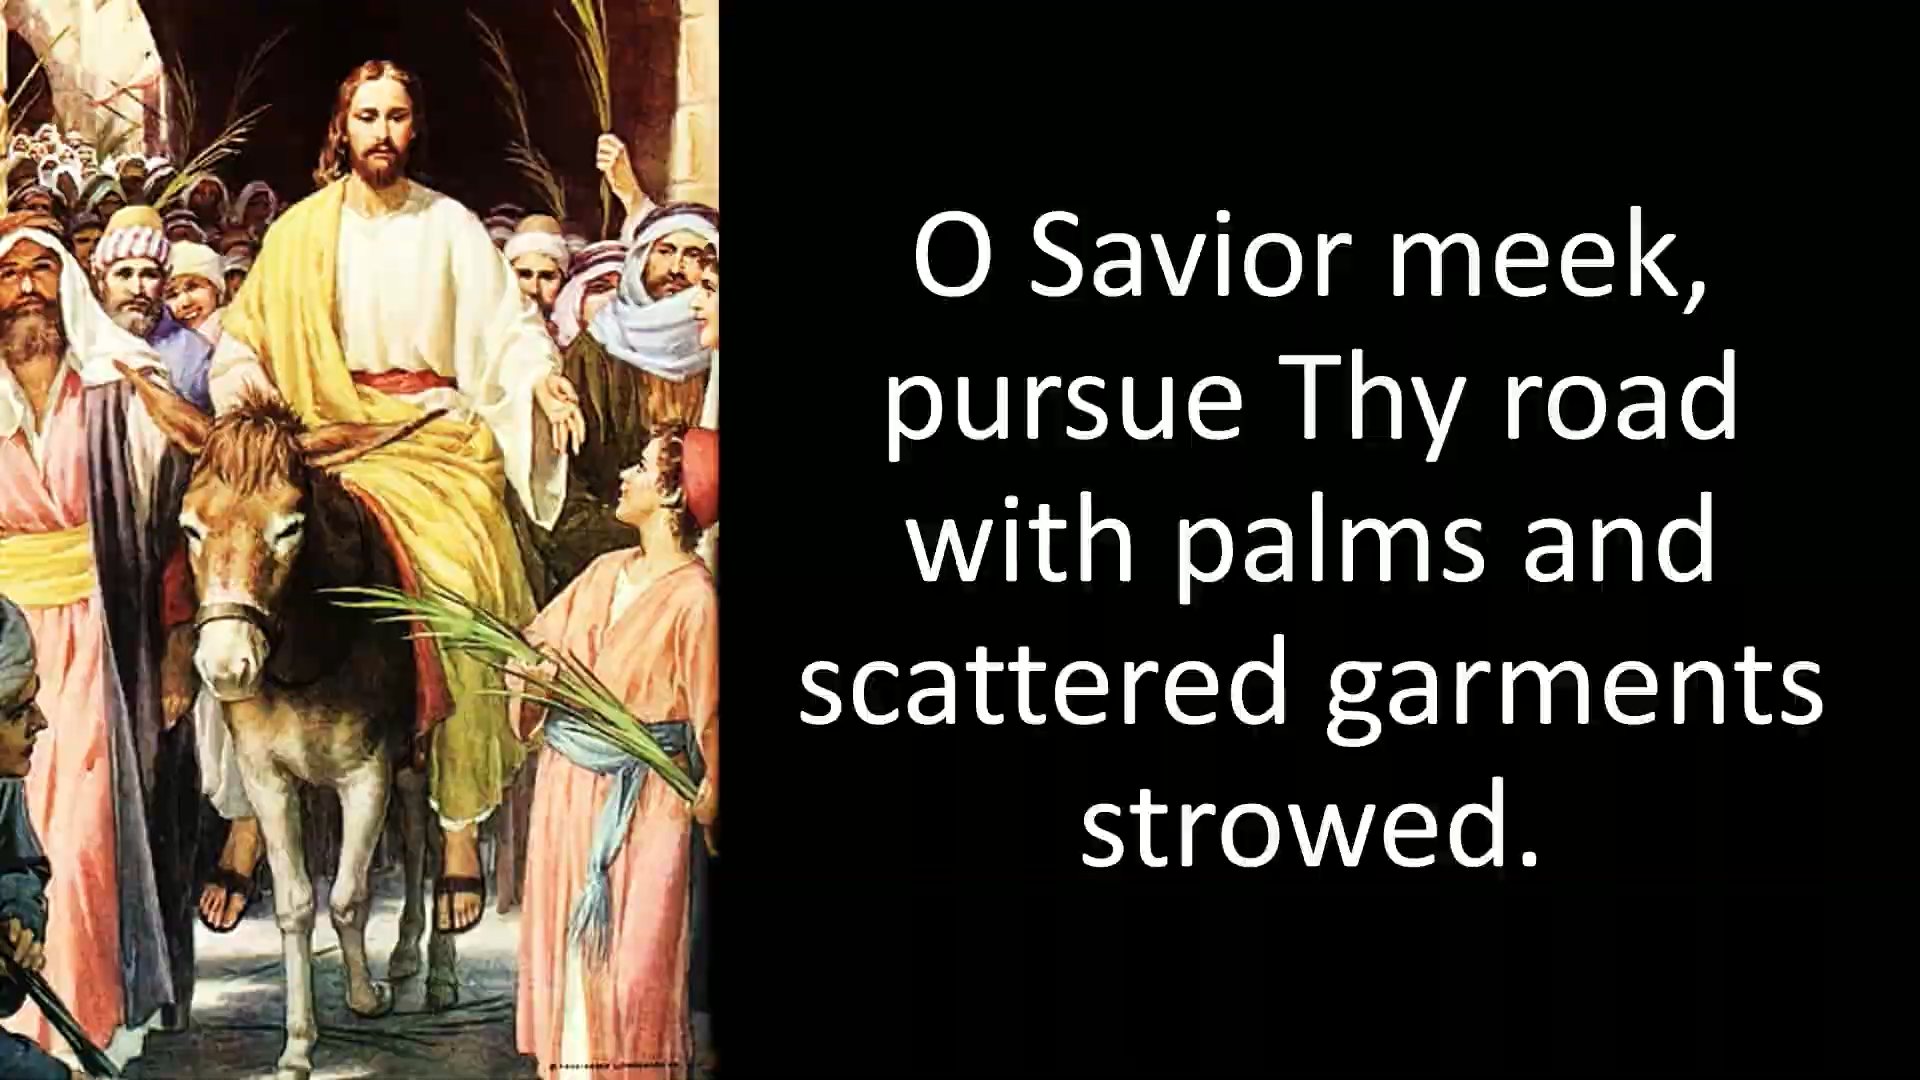 O Savior meek,
pursue Thy road
with palms and
scattered garments
strowed.